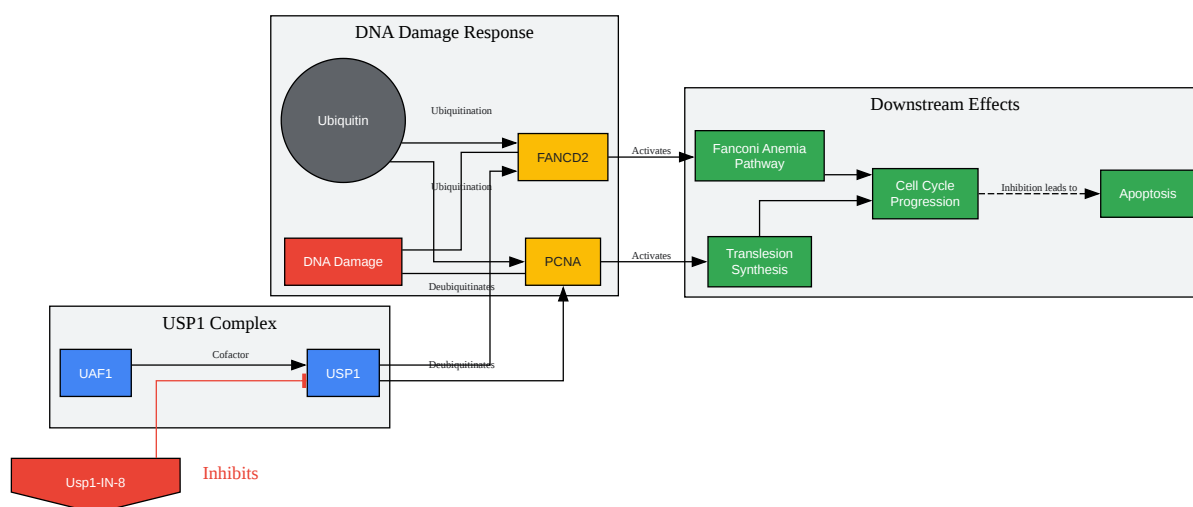 DNA Damage Response
Ubiquitin
Ubiquitination
FANCD2
Ubiquitination
DNA Damage
PCNA
Deubiquitinates
Activates
Activates
Downstream Effects
Fanconi Anemia
Pathway
Cell Cycle
Progression
Inhibition leads to
Apoptosis
Translesion
Synthesis
USP1 Complex
UAF1
Cofactor
USP1
Deubiquitinates
Usp1-IN-8
Inhibits